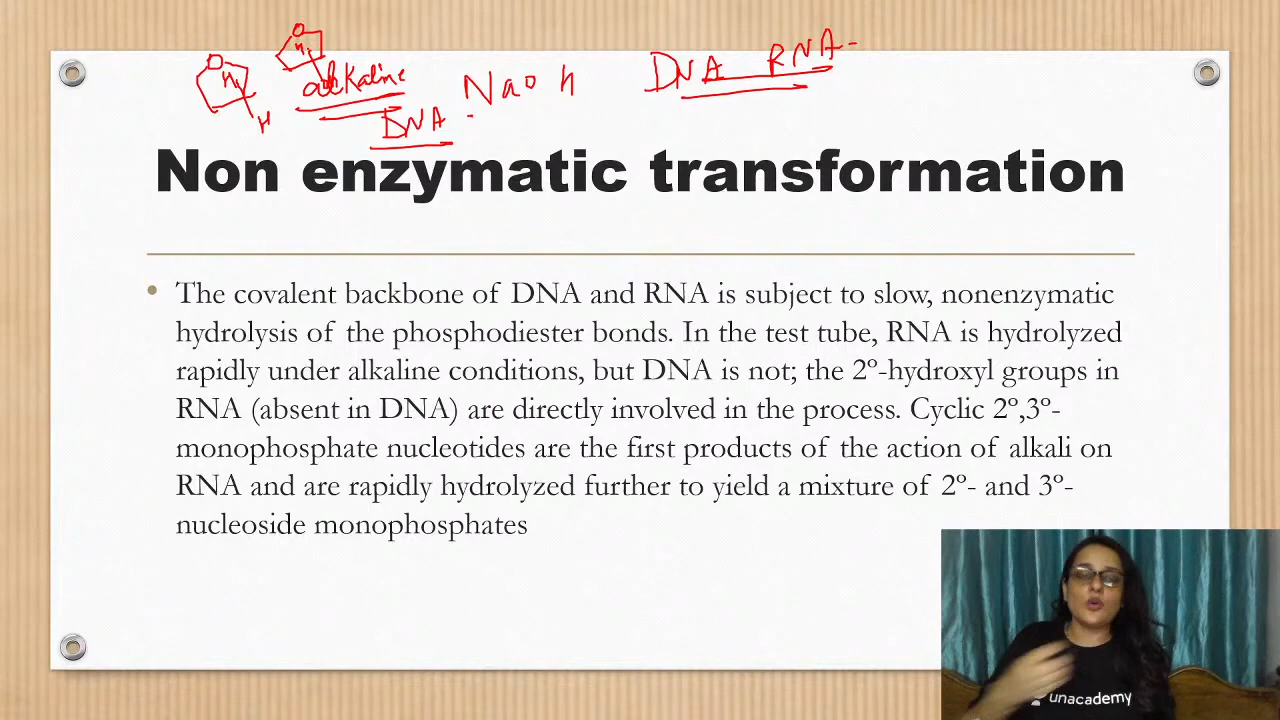 O
O
alkaline
NaOH
DNA RNA-
H
DNA
Non enzymatic transformation
• The covalent backbone of DNA and RNA is subject to slow, nonenzymatic
hydrolysis of the phosphodiester bonds. In the test tube, RNA is hydrolyzed
rapidly under alkaline conditions, but DNA is not; the 2º-hydroxyl groups in
RNA (absent in DNA) are directly involved in the process. Cyclic 2º,3º-
monophosphate nucleotides are the first products of the action of alkali on
RNA and are rapidly hydrolyzed further to yield a mixture of 2º- and 3º-
nucleoside monophosphates
unacademy